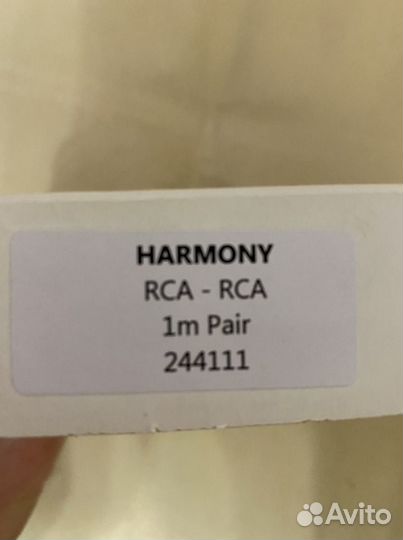 HARMONY
RCA - RCA
1m Pair
244111
Avito